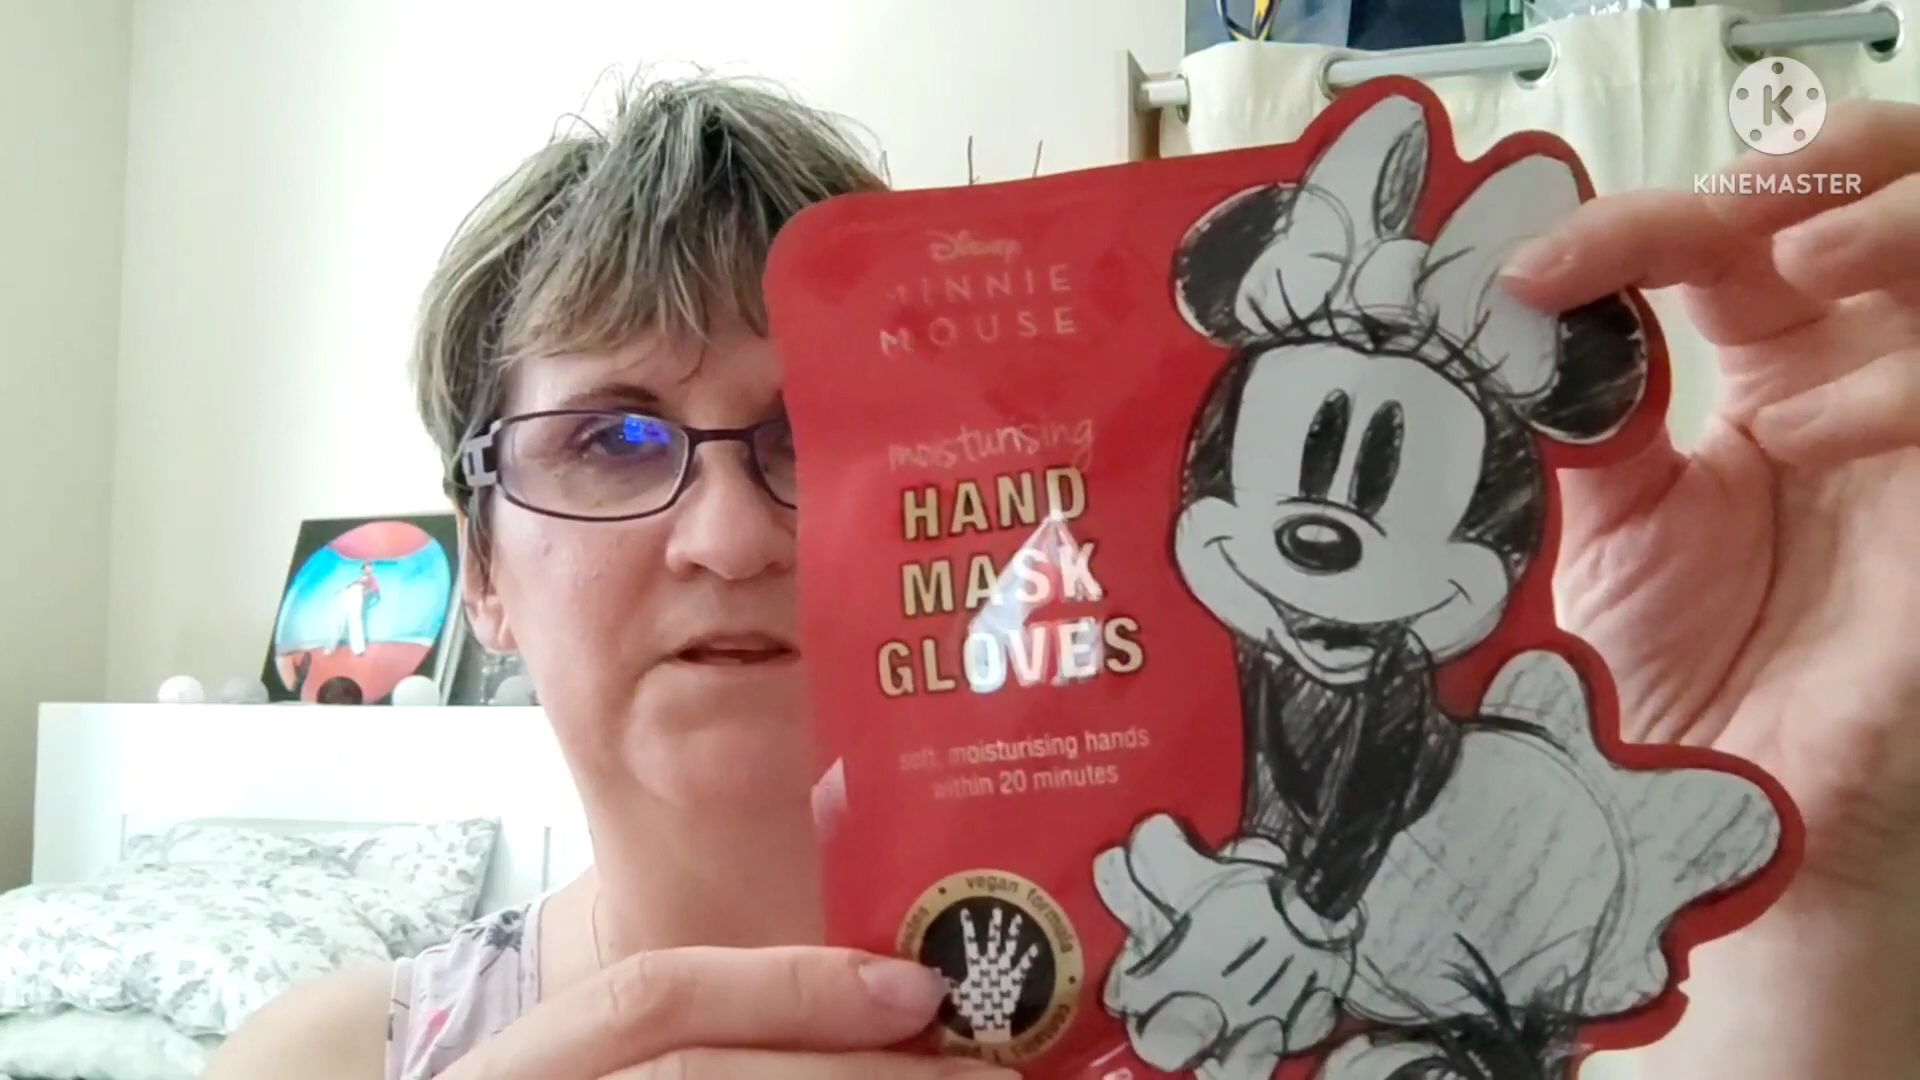 K
KINEMASTER
Disney
MINNIE
MOUSE
moisturising
HAND
MASK
GLOVES
soft, moisturising hands
within 20 minutes
vegan formula